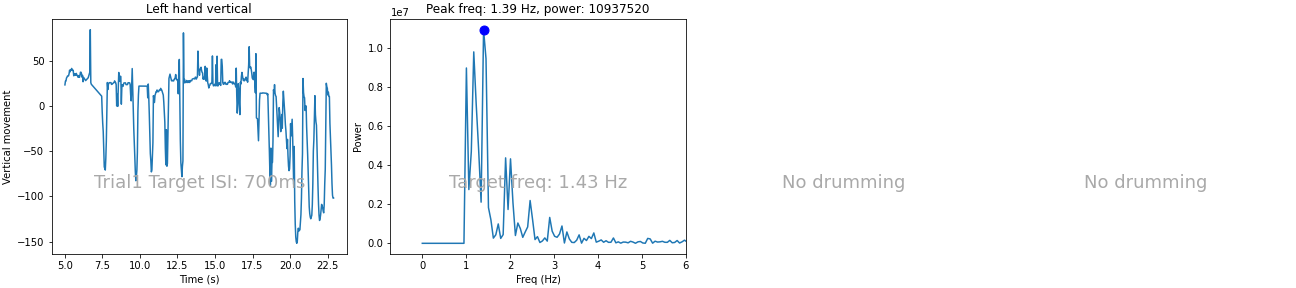 Left hand vertical
Vertical movement
50
0
−50
−100
−150
5.0 7.5 10.0 12.5 15.0 17.5 20.0 22.5
Time (s)
Trial1 Target ISI: 700ms
Peak freq: 1.39 Hz, power: 10937520
1e7
Power
1.0
0.8
0.6
0.4
0.2
0.0
0 1 2 3 4 5 6
Freq (Hz)
Target freq: 1.43 Hz
No drumming
No drumming